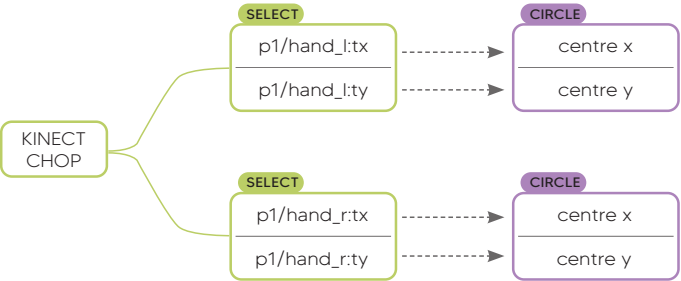 SELECT
p1/hand_l:tx
p1/hand_l:ty
CIRCLE
centre x
centre y
KINECT
CHOP
SELECT
p1/hand_r:tx
p1/hand_r:ty
CIRCLE
centre x
centre y